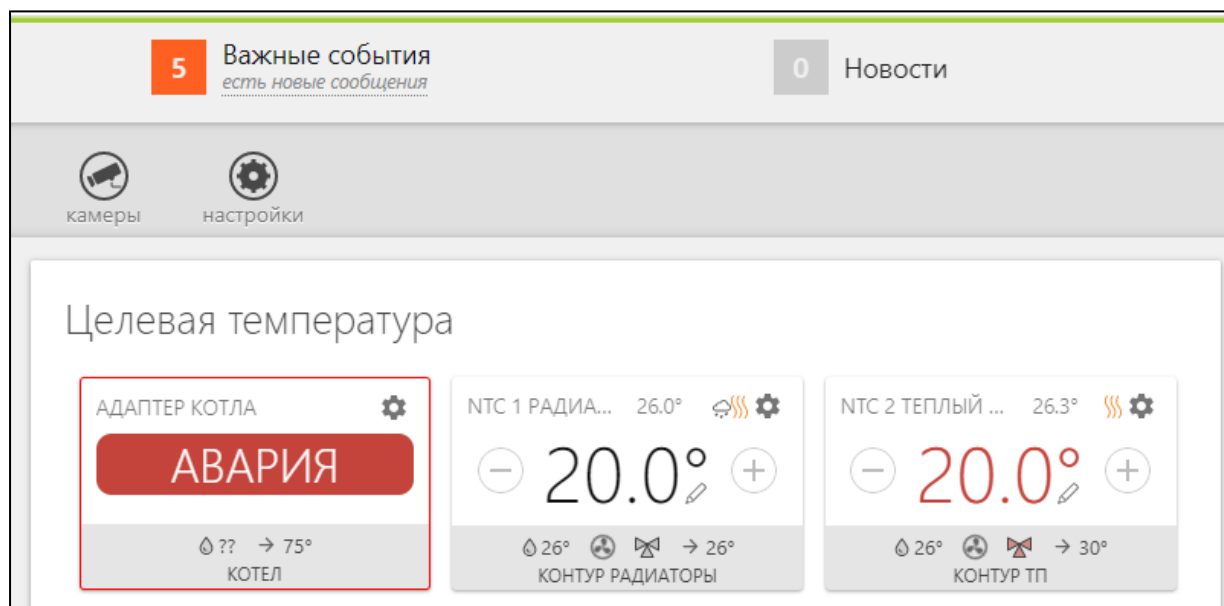 5 Важные события
есть новые сообщения
0 Новости
камеры настройки
Целевая температура
АДАПТЕР КОТЛА
АВАРИЯ
?? → 75°
КОТЕЛ
NTC 1 РАДИА... 26.0°
− 20.0° +
26° → 26°
КОНТУР РАДИАТОРЫ
NTC 2 ТЕПЛЫЙ ... 26.3°
− 20.0° +
26° → 30°
КОНТУР ТП